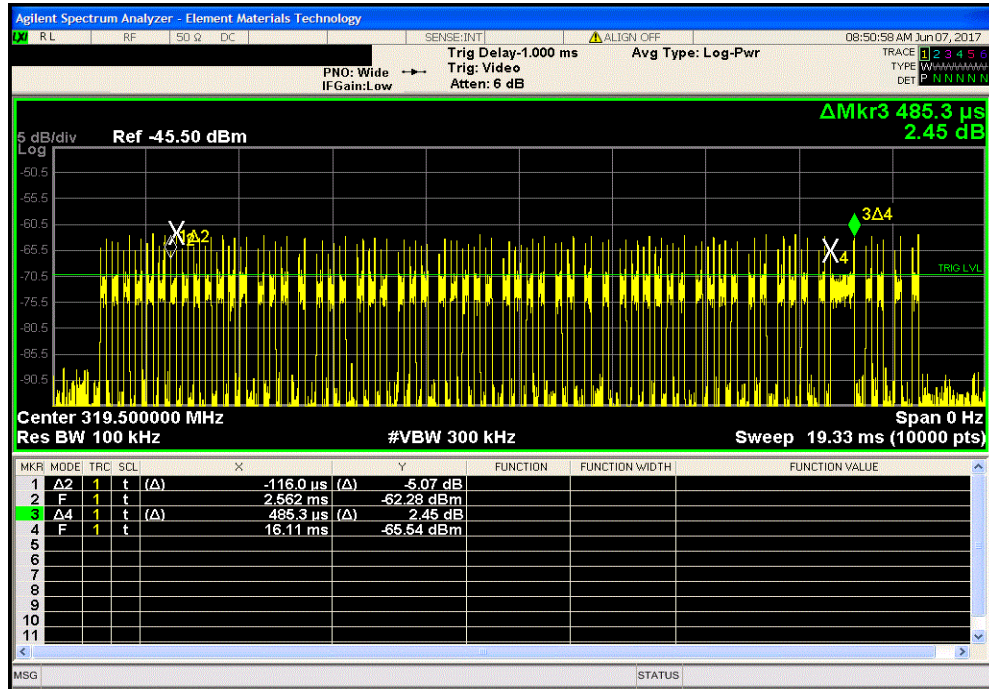 Agilent Spectrum Analyzer - Element Materials Technology
LXI RL RF 50 Ω DC SENSE:INT ALIGN OFF 08:50:58 AM Jun 07, 2017
Trig Delay-1.000 ms Avg Type: Log-Pwr TRACE 1 2 3 4 5 6
PNO: Wide Trig: Video TYPE
IFGain:Low Atten: 6 dB DET P N N N N N
ΔMkr3 485.3 µs
5 dB/div Ref -45.50 dBm 2.45 dB
Log
-50.5
-55.5
3Δ4
-60.5
1Δ2
2
-65.5
4
TRIG LVL
-70.5
-75.5
-80.5
-85.5
-90.5
Center 319.500000 MHz Span 0 Hz
Res BW 100 kHz #VBW 300 kHz Sweep 19.33 ms (10000 pts)
MKR MODE TRC SCL X Y FUNCTION FUNCTION WIDTH FUNCTION VALUE
1 Δ2 1 t (Δ) -116.0 µs (Δ) -5.07 dB
2 F 1 t 2.562 ms -62.28 dBm
3 Δ4 1 t (Δ) 485.3 µs (Δ) 2.45 dB
4 F 1 t 16.11 ms -65.54 dBm
5
6
7
8
9
10
11
MSG STATUS